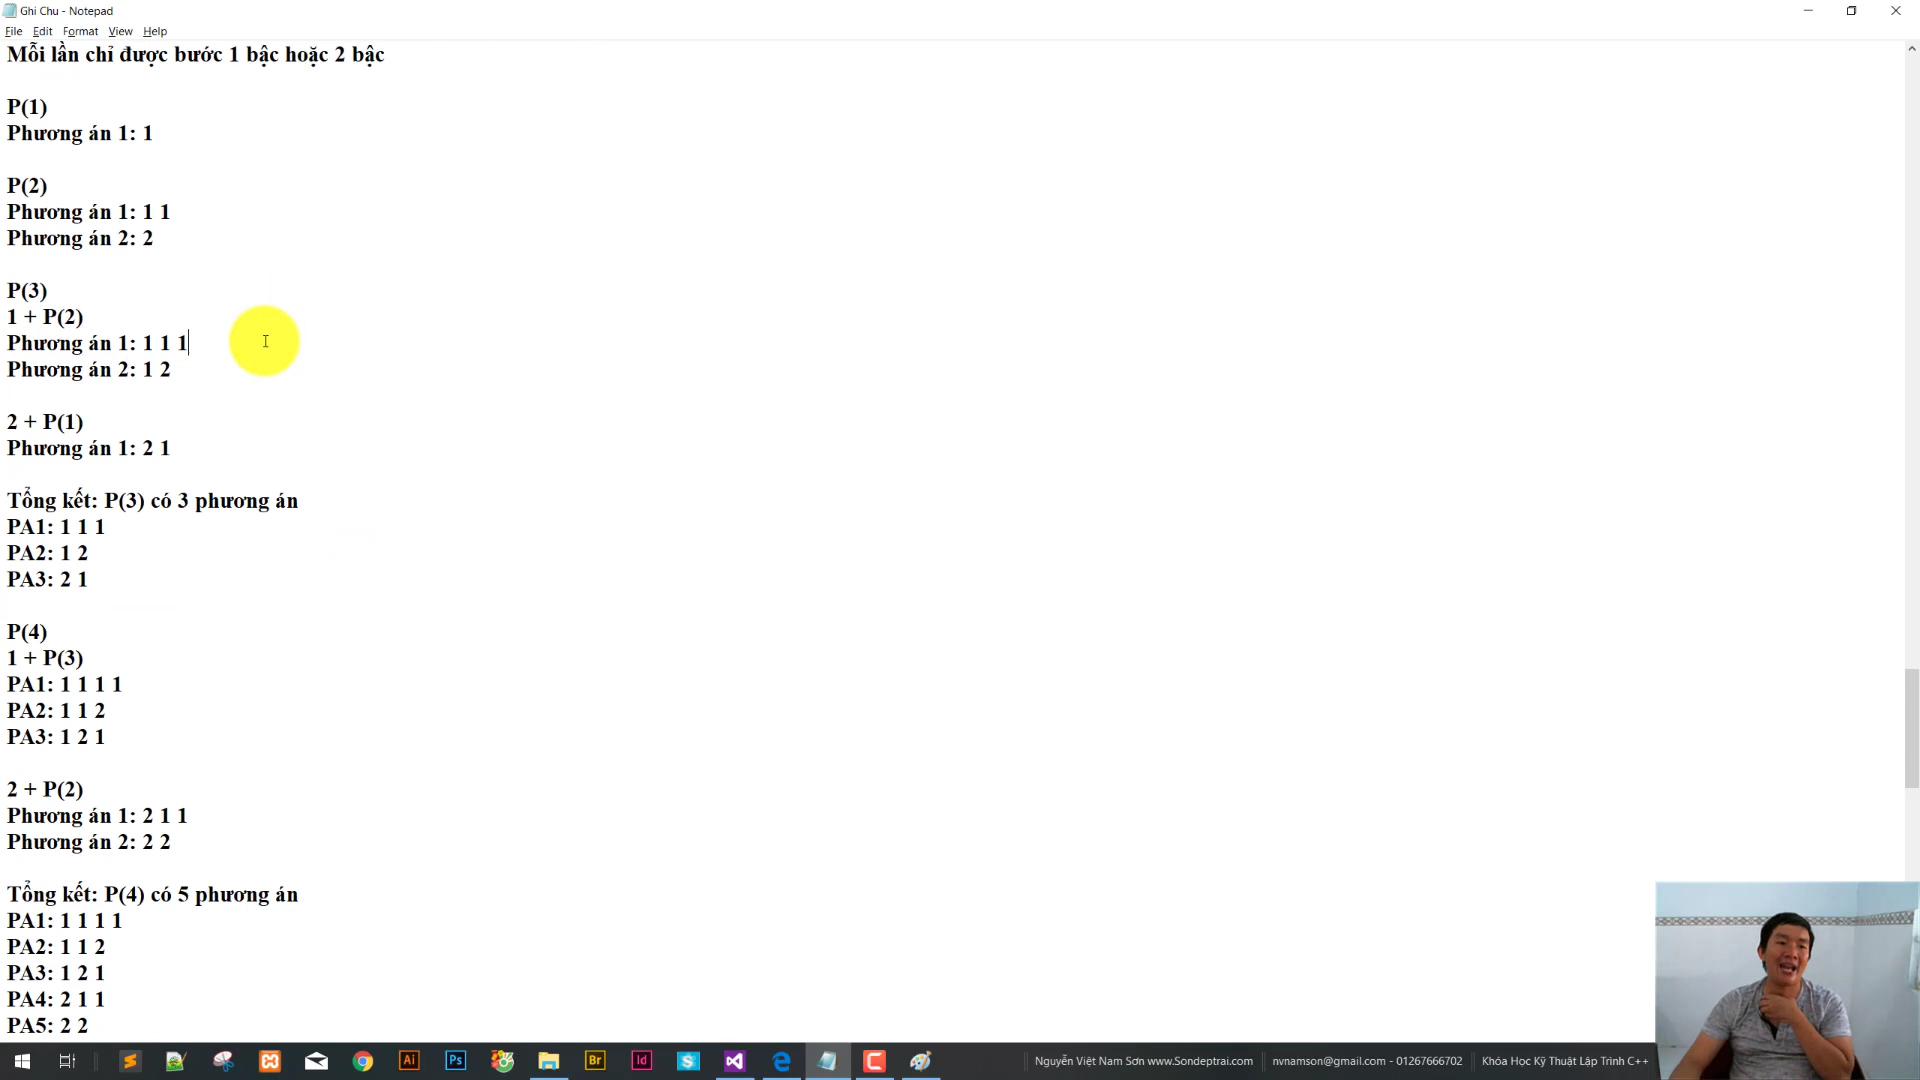 Ghi Chu - Notepad
File Edit Format View Help
Mỗi lần chỉ được bước 1 bậc hoặc 2 bậc
P(1)
Phương án 1: 1
P(2)
Phương án 1: 1 1
Phương án 2: 2
P(3)
1 + P(2)
Phương án 1: 1 1 1
Phương án 2: 1 2
2 + P(1)
Phương án 1: 2 1
Tổng kết: P(3) có 3 phương án
PA1: 1 1 1
PA2: 1 2
PA3: 2 1
P(4)
1 + P(3)
PA1: 1 1 1 1
PA2: 1 1 2
PA3: 1 2 1
2 + P(2)
Phương án 1: 2 1 1
Phương án 2: 2 2
Tổng kết: P(4) có 5 phương án
PA1: 1 1 1 1
PA2: 1 1 2
PA3: 1 2 1
PA4: 2 1 1
PA5: 2 2
Ai Ps Br Id S
Nguyễn Việt Nam Sơn www.Sondeptrai.com nvnamson@gmail.com - 01267666702 Khóa Học Kỹ Thuật Lập Trình C++